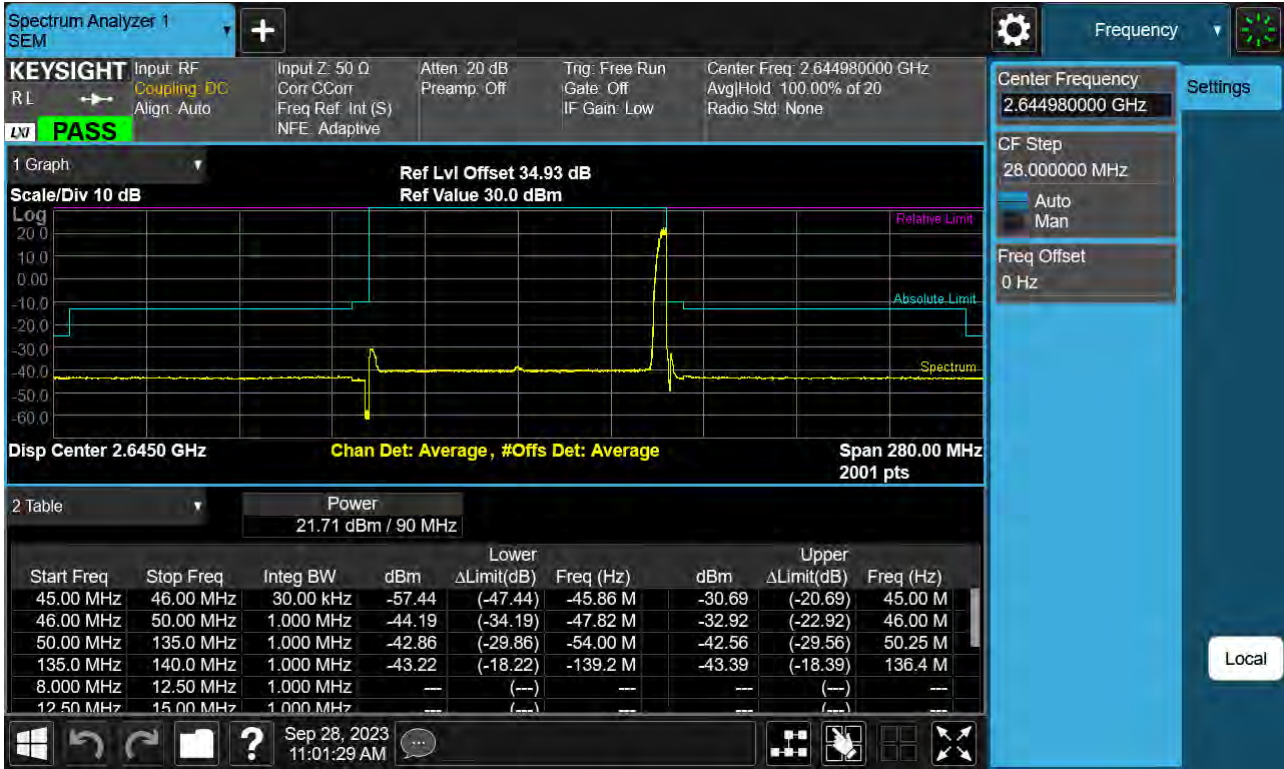 Spectrum Analyzer 1
SEM
+
Frequency
KEYSIGHT
R L
LXI
PASS
Input: RF
Coupling: DC
Align: Auto
Input Z: 50 Ω
Corr CCorr
Freq Ref: Int (S)
NFE: Adaptive
Atten: 20 dB
Preamp: Off
Trig: Free Run
Gate: Off
IF Gain: Low
Center Freq: 2.644980000 GHz
Avg|Hold: 100.00% of 20
Radio Std: None
Center Frequency
2.644980000 GHz
Settings
CF Step
28.000000 MHz
Auto
Man
Freq Offset
0 Hz
Local
1 Graph
Scale/Div 10 dB
Ref Lvl Offset 34.93 dB
Ref Value 30.0 dBm
Log
20.0
10.0
0.00
-10.0
-20.0
-30.0
-40.0
-50.0
-60.0
Relative Limit
Absolute Limit
Spectrum
Disp Center 2.6450 GHz
Chan Det: Average , #Offs Det: Average
Span 280.00 MHz
2001 pts
2 Table
Power
21.71 dBm / 90 MHz
Lower Upper
Start Freq Stop Freq Integ BW dBm ΔLimit(dB) Freq (Hz) dBm ΔLimit(dB) Freq (Hz)
45.00 MHz 46.00 MHz 30.00 kHz -57.44 (-47.44) -45.86 M -30.69 (-20.69) 45.00 M
46.00 MHz 50.00 MHz 1.000 MHz -44.19 (-34.19) -47.82 M -32.92 (-22.92) 46.00 M
50.00 MHz 135.0 MHz 1.000 MHz -42.86 (-29.86) -54.00 M -42.56 (-29.56) 50.25 M
135.0 MHz 140.0 MHz 1.000 MHz -43.22 (-18.22) -139.2 M -43.39 (-18.39) 136.4 M
8.000 MHz 12.50 MHz 1.000 MHz --- (---) --- --- (---) ---
12.50 MHz 15.00 MHz 1.000 MHz --- (---) --- --- (---) ---
?
Sep 28, 2023
11:01:29 AM